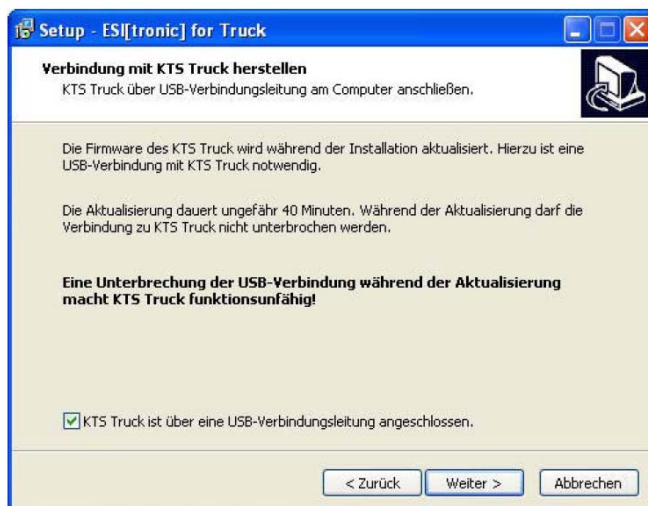 Setup - ESI[tronic] for Truck
Verbindung mit KTS Truck herstellen
KTS Truck über USB-Verbindungsleitung am Computer anschließen.
Die Firmware des KTS Truck wird während der Installation aktualisiert. Hierzu ist eine
USB-Verbindung mit KTS Truck notwendig.
Die Aktualisierung dauert ungefähr 40 Minuten. Während der Aktualisierung darf die
Verbindung zu KTS Truck nicht unterbrochen werden.
Eine Unterbrechung der USB-Verbindung während der Aktualisierung
macht KTS Truck funktionsunfähig!
KTS Truck ist über eine USB-Verbindungsleitung angeschlossen.
< Zurück Weiter > Abbrechen